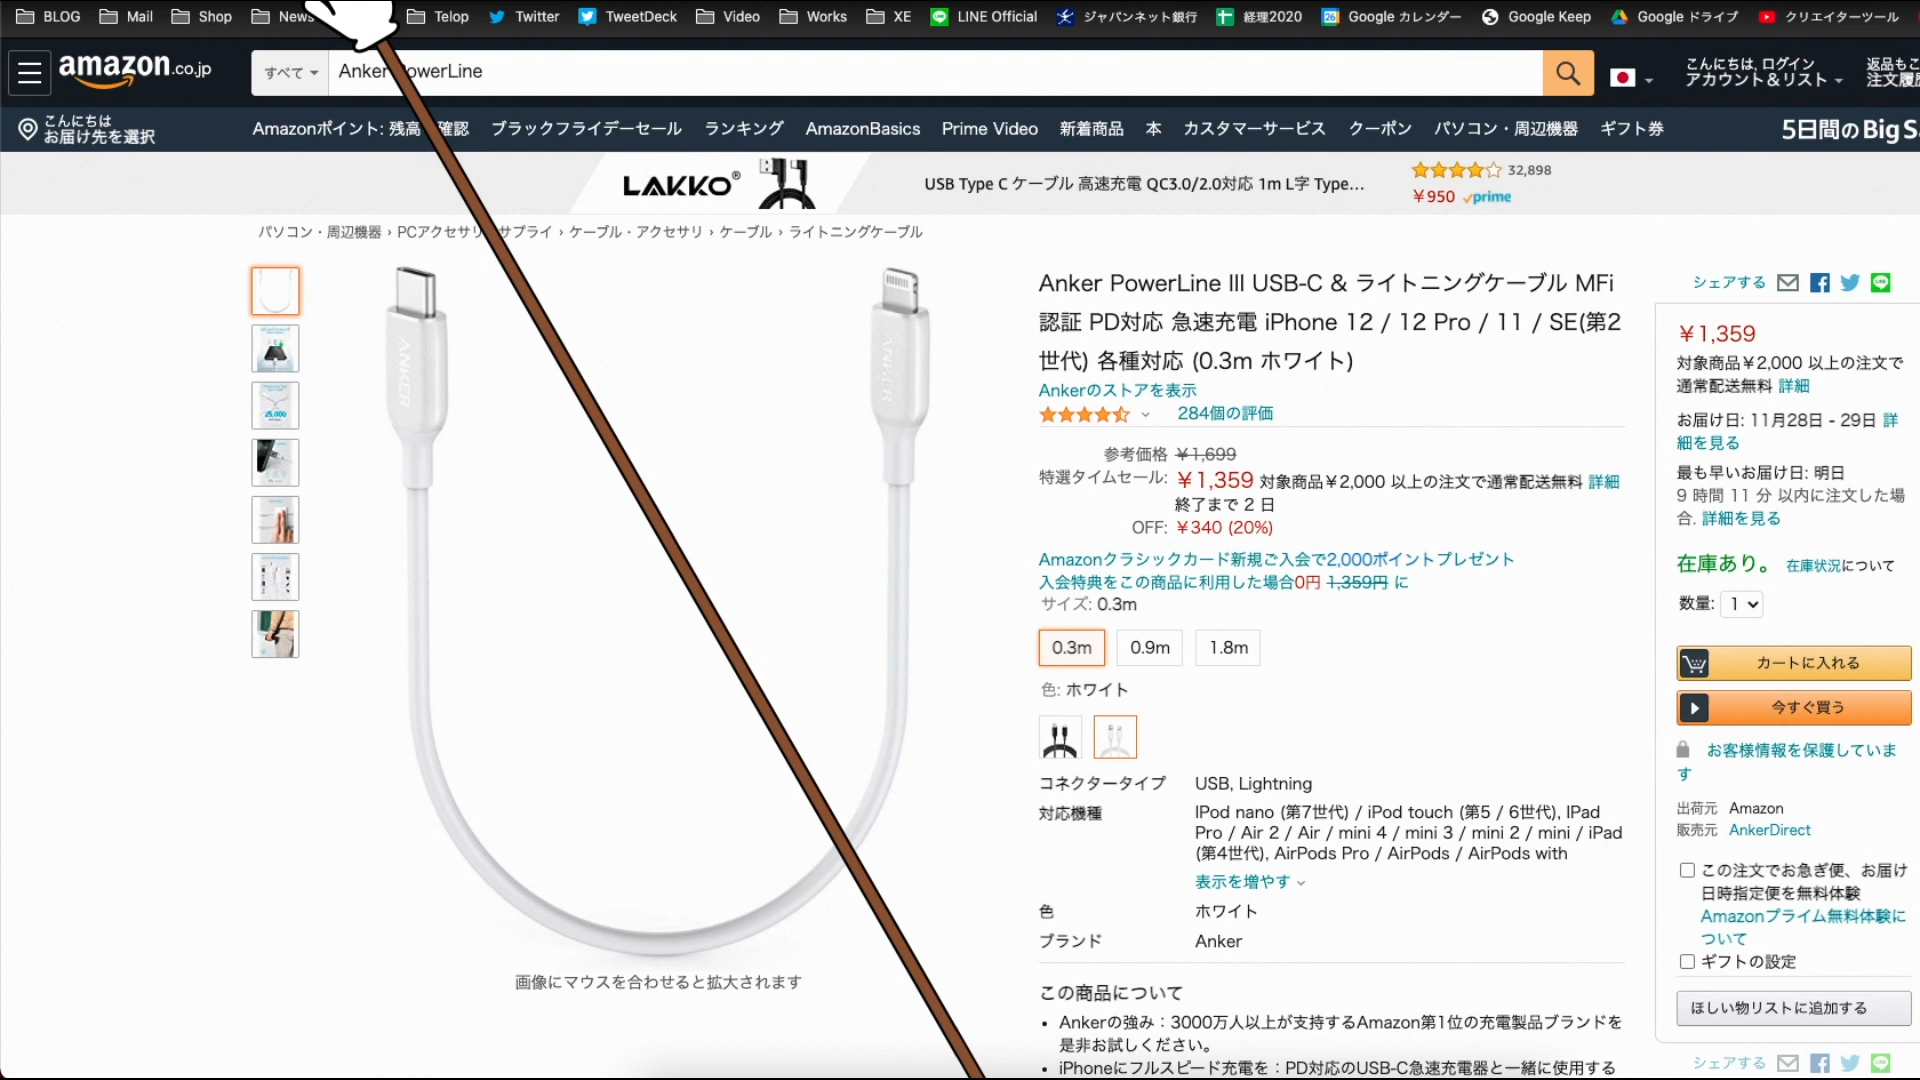 BLOG Mail Shop News Telop Twitter TweetDeck Video Works XE LINE Official ジャパンネット銀行 経理2020 Google カレンダー Google Keep Google ドライブ クリエイターツール
amazon.co.jp すべて Anker PowerLine
こんにちは, ログイン
アカウント&リスト
返品もこ
注文履歴
こんにちは
お届け先を選択
Amazonポイント: 残高 確認 ブラックフライデーセール ランキング AmazonBasics Prime Video 新着商品 本 カスタマーサービス クーポン パソコン・周辺機器 ギフト券 5日間のBig S
LAKKO® USB Type C ケーブル 高速充電 QC3.0/2.0対応 1m L字 Type... 32,898
￥950 prime
パソコン・周辺機器 › PCアクセサリ サプライ › ケーブル・アクセサリ › ケーブル › ライトニングケーブル
ANKER
ANKER
画像にマウスを合わせると拡大されます
Anker PowerLine III USB-C & ライトニングケーブル MFi
認証 PD対応 急速充電 iPhone 12 / 12 Pro / 11 / SE(第2
世代) 各種対応 (0.3m ホワイト)
Ankerのストアを表示
284個の評価
参考価格 ￥1,699
特選タイムセール: ￥1,359 対象商品￥2,000 以上の注文で通常配送無料 詳細
終了まで 2 日
OFF: ￥340 (20%)
Amazonクラシックカード新規ご入会で2,000ポイントプレゼント
入会特典をこの商品に利用した場合0円 1,359円 に
サイズ: 0.3m
0.3m 0.9m 1.8m
色: ホワイト
コネクタータイプ USB, Lightning
対応機種 IPod nano (第7世代) / iPod touch (第5 / 6世代), IPad
Pro / Air 2 / Air / mini 4 / mini 3 / mini 2 / mini / iPad
(第4世代), AirPods Pro / AirPods / AirPods with
表示を増やす
色 ホワイト
ブランド Anker
この商品について
• Ankerの強み：3000万人以上が支持するAmazon第1位の充電製品ブランドを
是非お試しください。
• iPhoneにフルスピード充電を：PD対応のUSB-C急速充電器と一緒に使用する
シェアする
￥1,359
対象商品￥2,000 以上の注文で
通常配送無料 詳細
お届け日: 11月28日 - 29日 詳
細を見る
最も早いお届け日: 明日
9 時間 11 分 以内に注文した場
合. 詳細を見る
在庫あり。 在庫状況について
数量: 1
カートに入れる
今すぐ買う
お客様情報を保護していま
す
出荷元 Amazon
販売元 AnkerDirect
この注文でお急ぎ便、お届け
日時指定便を無料体験
Amazonプライム無料体験に
ついて
ギフトの設定
ほしい物リストに追加する
シェアする